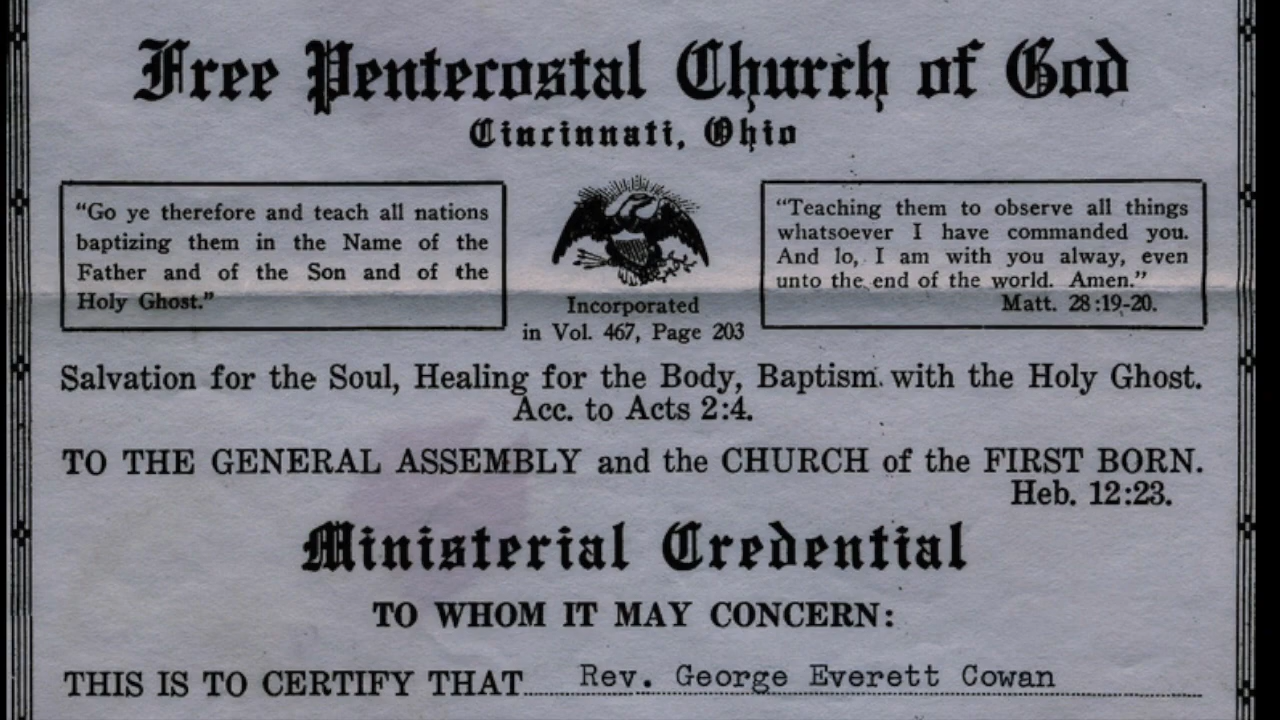 Free Pentecostal Church of God
Cincinnati, Ohio
“Go ye therefore and teach all nations
baptizing them in the Name of the
Father and of the Son and of the
Holy Ghost.”
Incorporated
in Vol. 467, Page 203
“Teaching them to observe all things
whatsoever I have commanded you.
And lo, I am with you alway, even
unto the end of the world. Amen.”
Matt. 28:19-20.
Salvation for the Soul, Healing for the Body, Baptism with the Holy Ghost.
Acc. to Acts 2:4.
TO THE GENERAL ASSEMBLY and the CHURCH of the FIRST BORN.
Heb. 12:23.
Ministerial Credential
TO WHOM IT MAY CONCERN:
THIS IS TO CERTIFY THAT Rev. George Everett Cowan